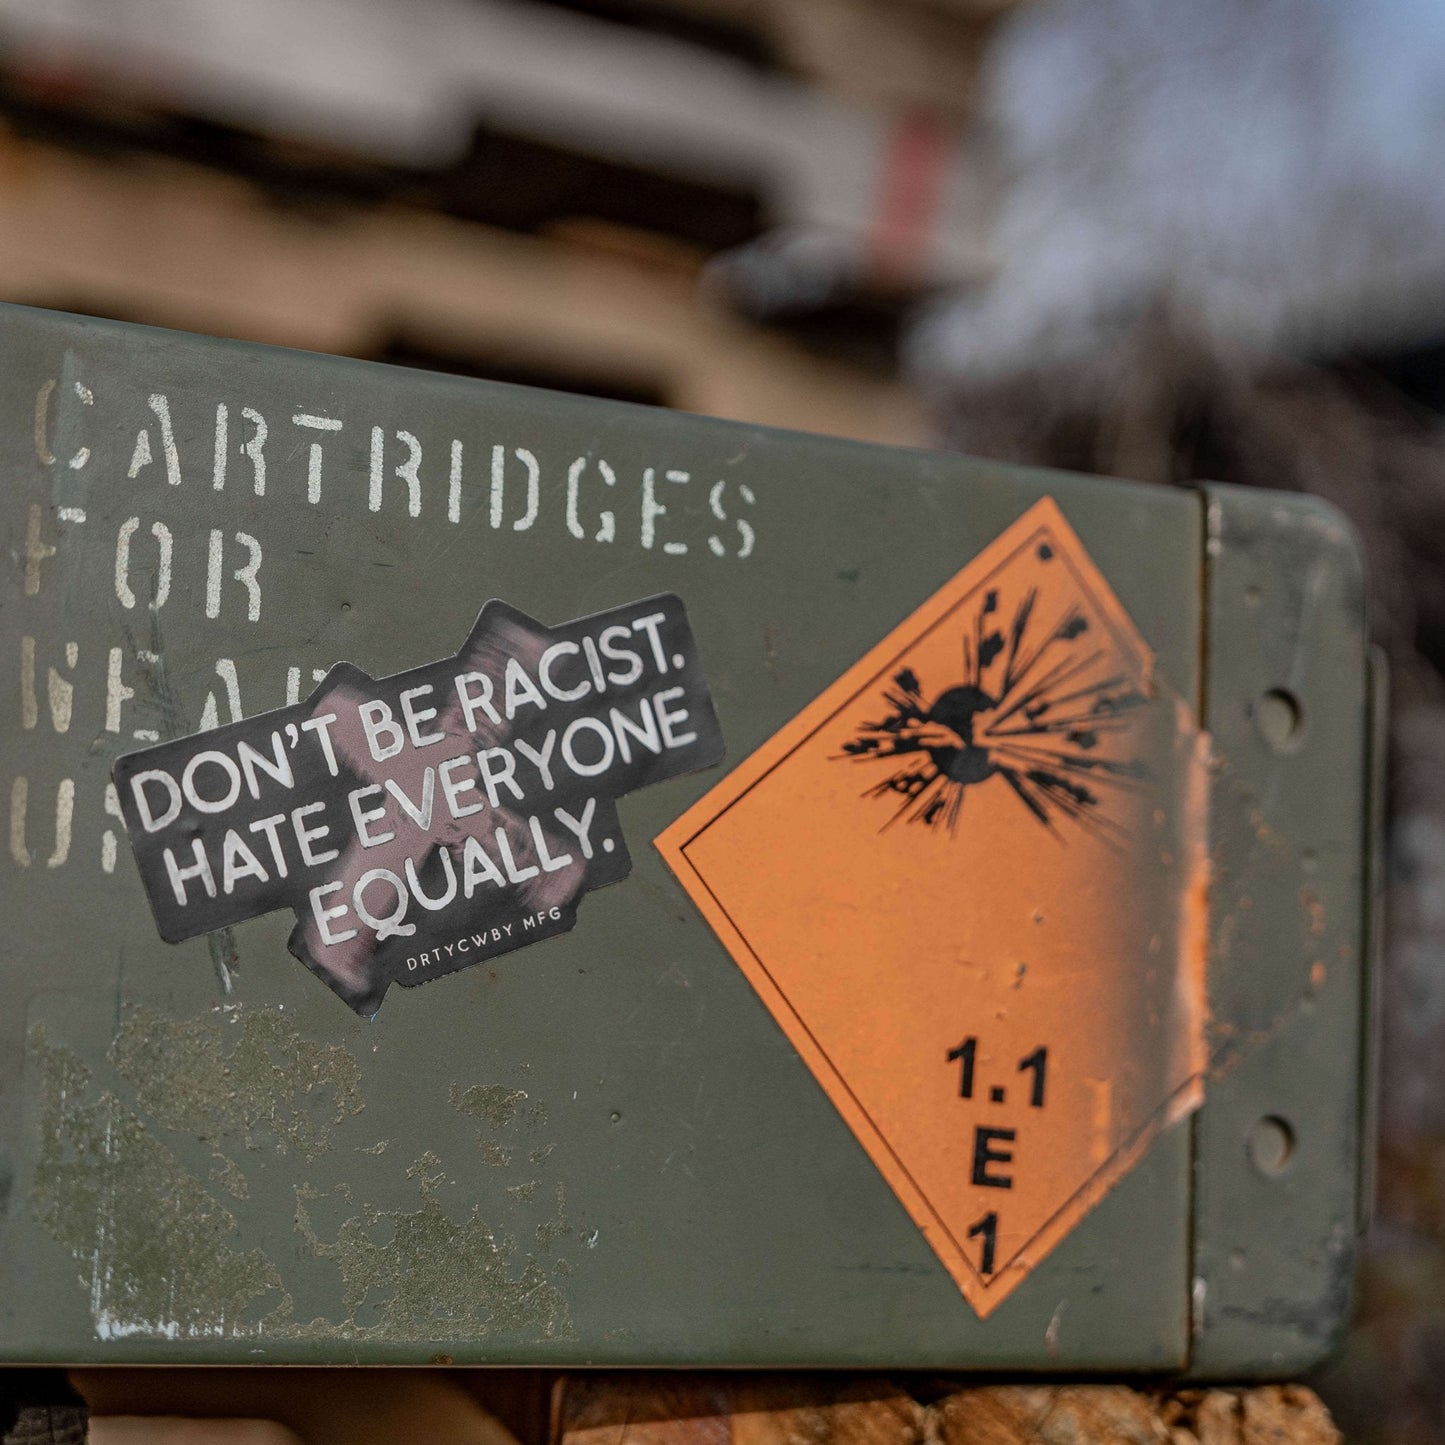 CARTRIDGES
FOR
DON'T BE RACIST.
HATE EVERYONE
EQUALLY.
DRTYCWBY MFG
1.1
E
1